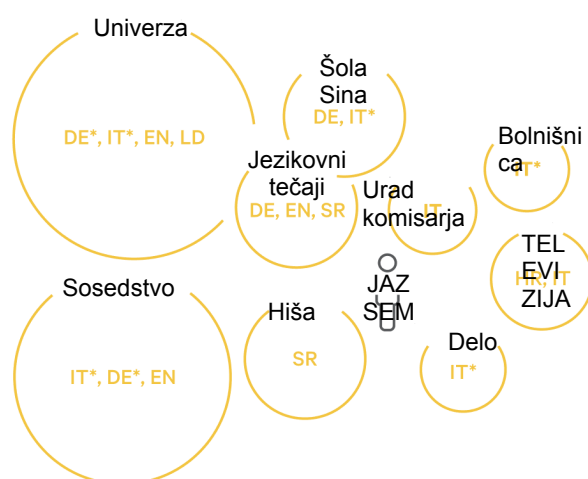 Univerza
DE*, IT*, EN, LD
Šola
Sina
DE, IT*
Jezikovni
tečaji
DE, EN, SR
Urad
komisarja
IT
Bolnišni
ca
IT*
TEL
EVI
ZIJA
HR, IT
Sosedstvo
IT*, DE*, EN
Hiša
SR
JAZ
SEM
Delo
IT*